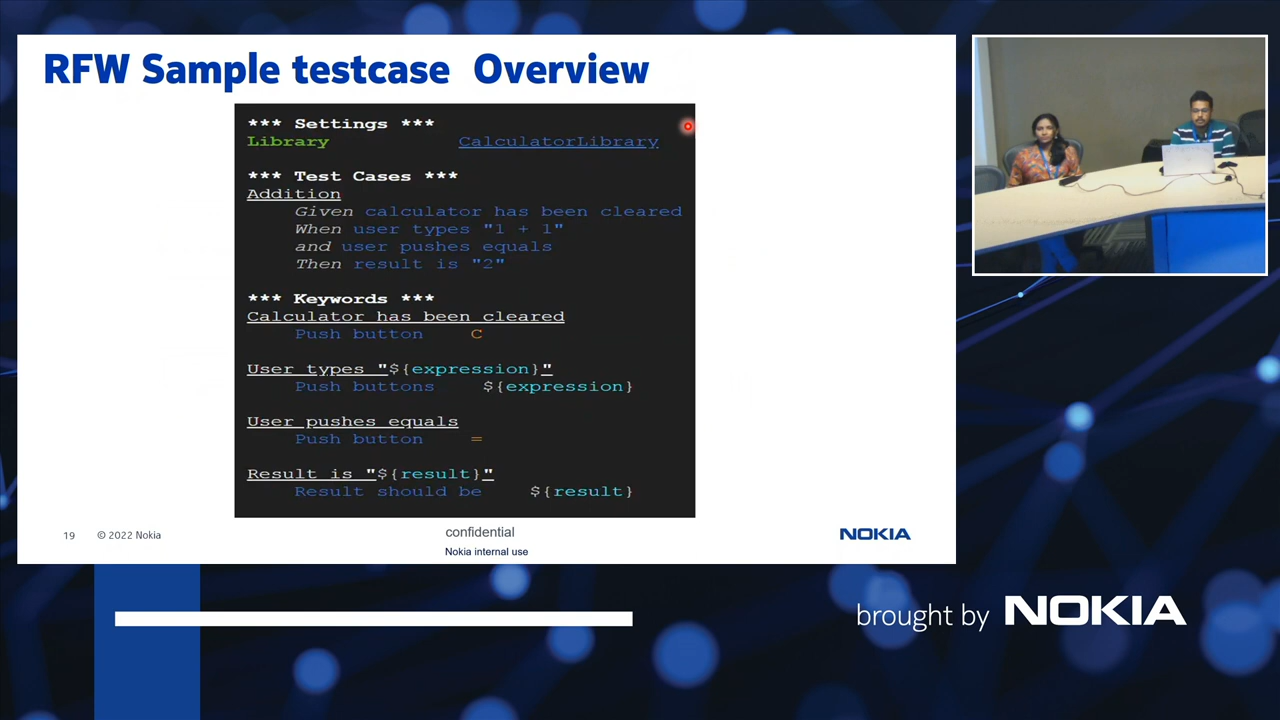 RFW Sample testcase Overview
*** Settings ***
Library CalculatorLibrary
*** Test Cases ***
Addition
Given calculator has been cleared
When user types "1 + 1"
and user pushes equals
Then result is "2"
*** Keywords ***
Calculator has been cleared
Push button C
User types "${expression}"
Push buttons ${expression}
User pushes equals
Push button =
Result is "${result}"
Result should be ${result}
19 © 2022 Nokia
confidential
Nokia internal use
NOKIA
brought by NOKIA